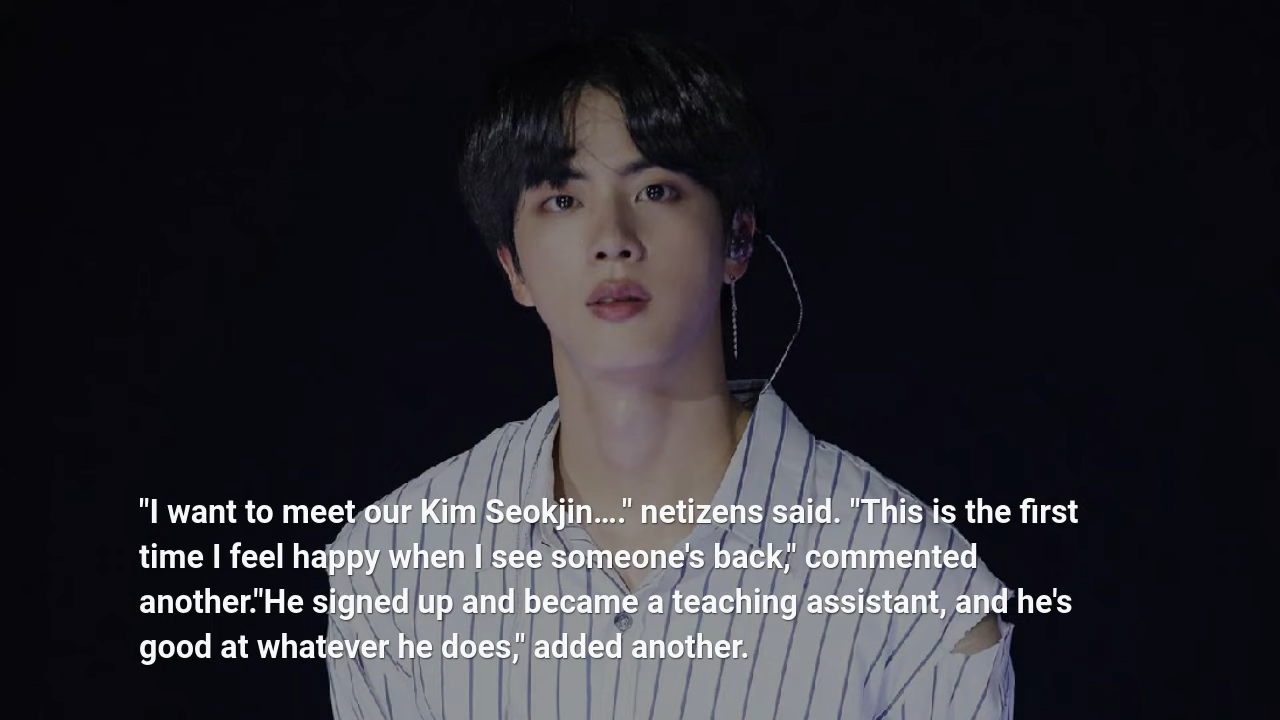 "I want to meet our Kim Seokjin...." netizens said. "This is the first
time I feel happy when I see someone's back," commented
another."He signed up and became a teaching assistant, and he's
good at whatever he does," added another.